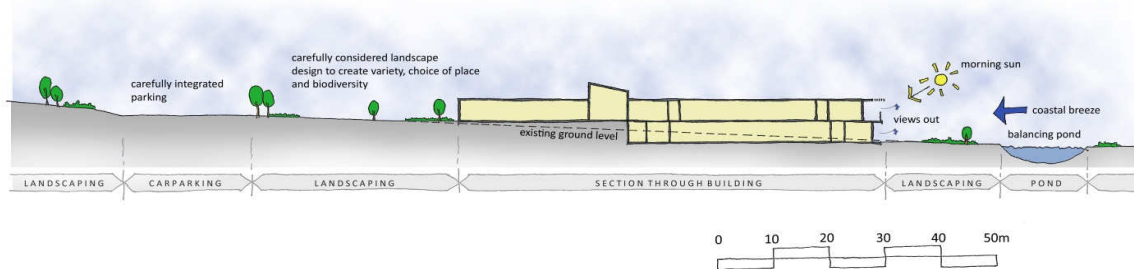 carefully integrated
parking
carefully considered landscape
design to create variety, choice of place
and biodiversity
existing ground level
morning sun
views out
coastal breeze
balancing pond
LANDSCAPING
CARPARKING
LANDSCAPING
SECTION THROUGH BUILDING
LANDSCAPING
POND
0 10 20 30 40 50m